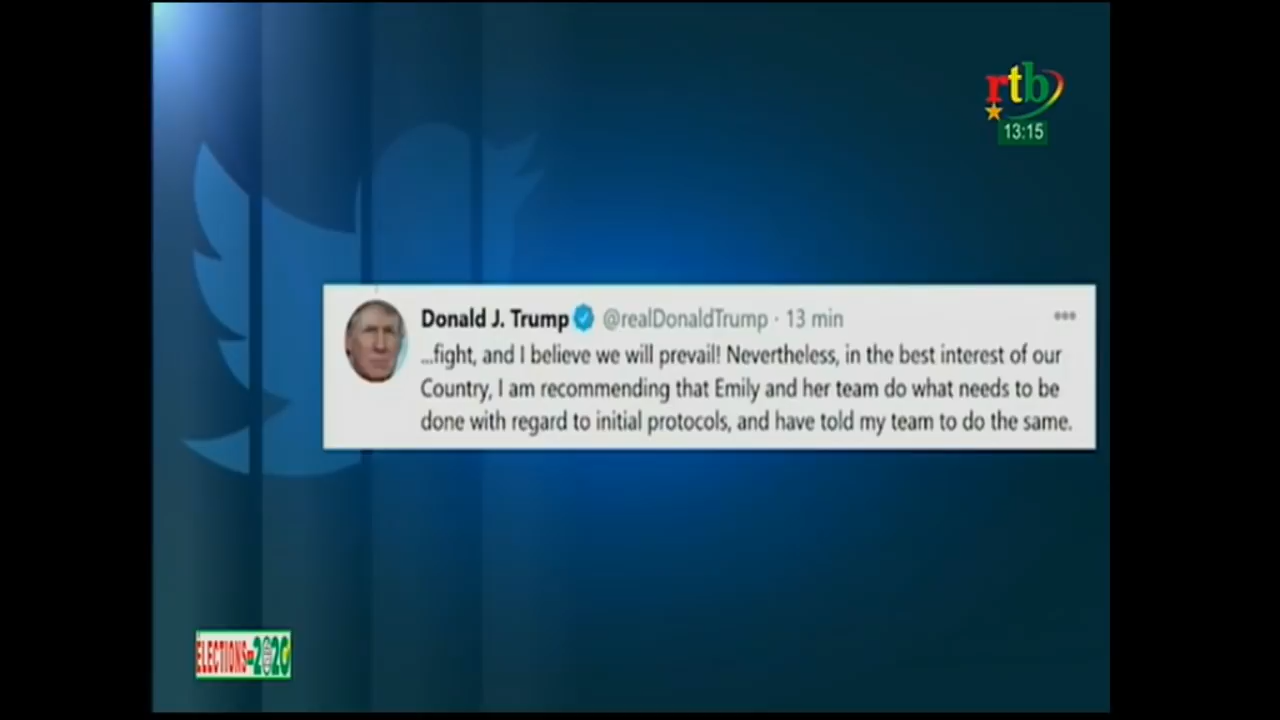 rtb
13:15
Donald J. Trump @realDonaldTrump · 13 min
...fight, and I believe we will prevail! Nevertheless, in the best interest of our
Country, I am recommending that Emily and her team do what needs to be
done with regard to initial protocols, and have told my team to do the same.
ÉLECTIONS 2020